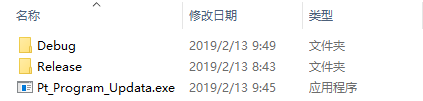 名称 修改日期 类型
Debug 2019/2/13 9:49 文件夹
Release 2019/2/13 8:43 文件夹
Pt_Program_Updata.exe 2019/2/13 9:45 应用程序